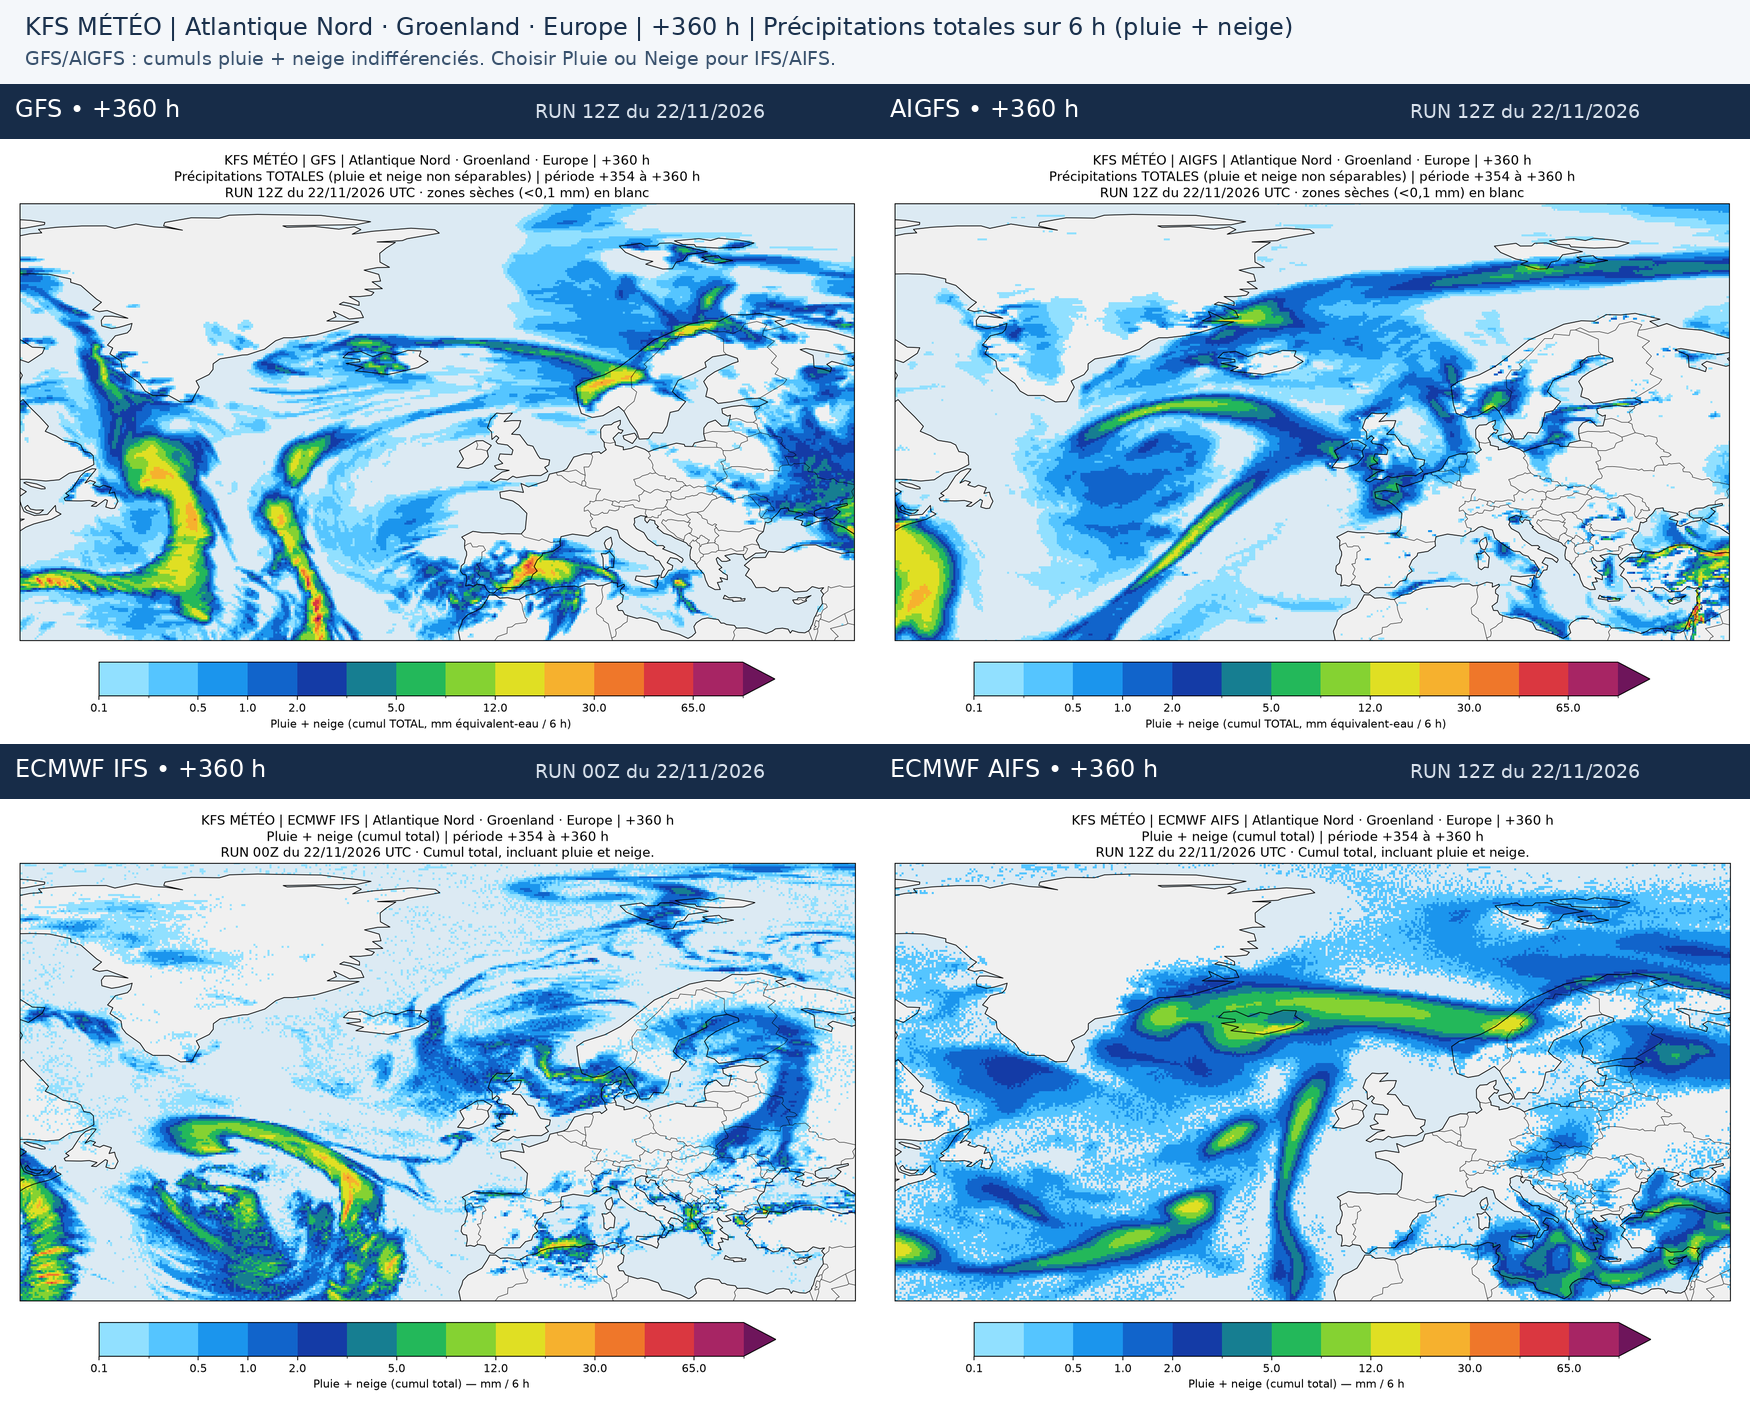 KFS MÉTÉO | Atlantique Nord · Groenland · Europe | +360 h | Précipitations totales sur 6 h (pluie + neige)
GFS/AIGFS : cumuls pluie + neige indifférenciés. Choisir Pluie ou Neige pour IFS/AIFS.
GFS • +360 h
RUN 12Z du 22/11/2026
KFS MÉTÉO | GFS | Atlantique Nord · Groenland · Europe | +360 h
Précipitations TOTALES (pluie et neige non séparables) | période +354 à +360 h
RUN 12Z du 22/11/2026 UTC · zones sèches (<0,1 mm) en blanc
0.1 0.5 1.0 2.0 5.0 12.0 30.0 65.0
Pluie + neige (cumul TOTAL, mm équivalent-eau / 6 h)
AIGFS • +360 h
RUN 12Z du 22/11/2026
KFS MÉTÉO | AIGFS | Atlantique Nord · Groenland · Europe | +360 h
Précipitations TOTALES (pluie et neige non séparables) | période +354 à +360 h
RUN 12Z du 22/11/2026 UTC · zones sèches (<0,1 mm) en blanc
0.1 0.5 1.0 2.0 5.0 12.0 30.0 65.0
Pluie + neige (cumul TOTAL, mm équivalent-eau / 6 h)
ECMWF IFS • +360 h
RUN 00Z du 22/11/2026
KFS MÉTÉO | ECMWF IFS | Atlantique Nord · Groenland · Europe | +360 h
Pluie + neige (cumul total) | période +354 à +360 h
RUN 00Z du 22/11/2026 UTC · Cumul total, incluant pluie et neige.
0.1 0.5 1.0 2.0 5.0 12.0 30.0 65.0
Pluie + neige (cumul total) — mm / 6 h
ECMWF AIFS • +360 h
RUN 12Z du 22/11/2026
KFS MÉTÉO | ECMWF AIFS | Atlantique Nord · Groenland · Europe | +360 h
Pluie + neige (cumul total) | période +354 à +360 h
RUN 12Z du 22/11/2026 UTC · Cumul total, incluant pluie et neige.
0.1 0.5 1.0 2.0 5.0 12.0 30.0 65.0
Pluie + neige (cumul total) — mm / 6 h